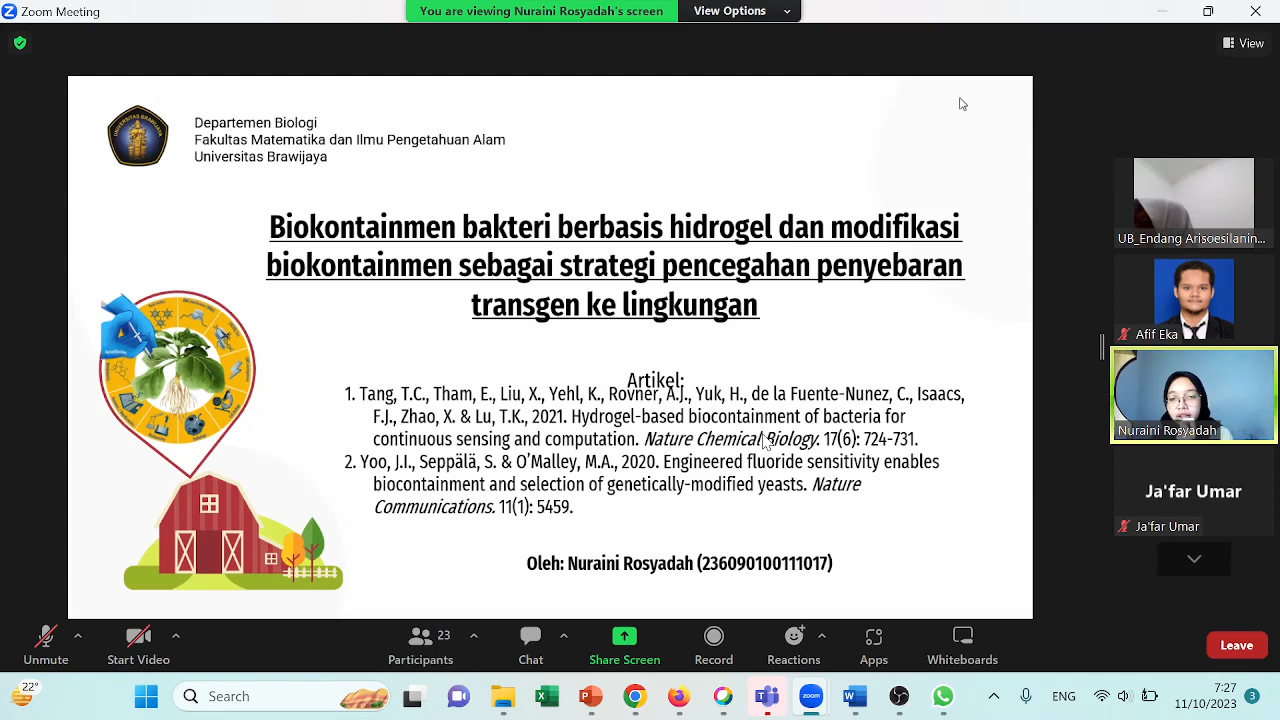 Zoom Meeting
You are viewing Nuraini Rosyadah's screen
View Options
View
UNIVERSITAS BRAWIJAYA
Departemen Biologi
Fakultas Matematika dan Ilmu Pengetahuan Alam
Universitas Brawijaya
Biokontainmen bakteri berbasis hidrogel dan modifikasi
biokontainmen sebagai strategi pencegahan penyebaran
transgen ke lingkungan
Artikel:
1. Tang, T.C., Tham, E., Liu, X., Yehl, K., Rovner, A.J., Yuk, H., de la Fuente-Nunez, C., Isaacs,
F.J., Zhao, X. & Lu, T.K., 2021. Hydrogel-based biocontainment of bacteria for
continuous sensing and computation. Nature Chemical Biology. 17(6): 724-731.
2. Yoo, J.I., Seppälä, S. & O'Malley, M.A., 2020. Engineered fluoride sensitivity enables
biocontainment and selection of genetically-modified yeasts. Nature
Communications. 11(1): 5459.
Oleh: Nuraini Rosyadah (236090100111017)
UB_Endang Arisoesilanin...
Afif Eka
Nuraini Rosyadah
Ja'far Umar
Ja'far Umar
Unmute
Start Video
23
Participants
Chat
Share Screen
Record
Reactions
Apps
Whiteboards
Leave
22°
Search
zoom
ENG
7:27
11/10/2023
3